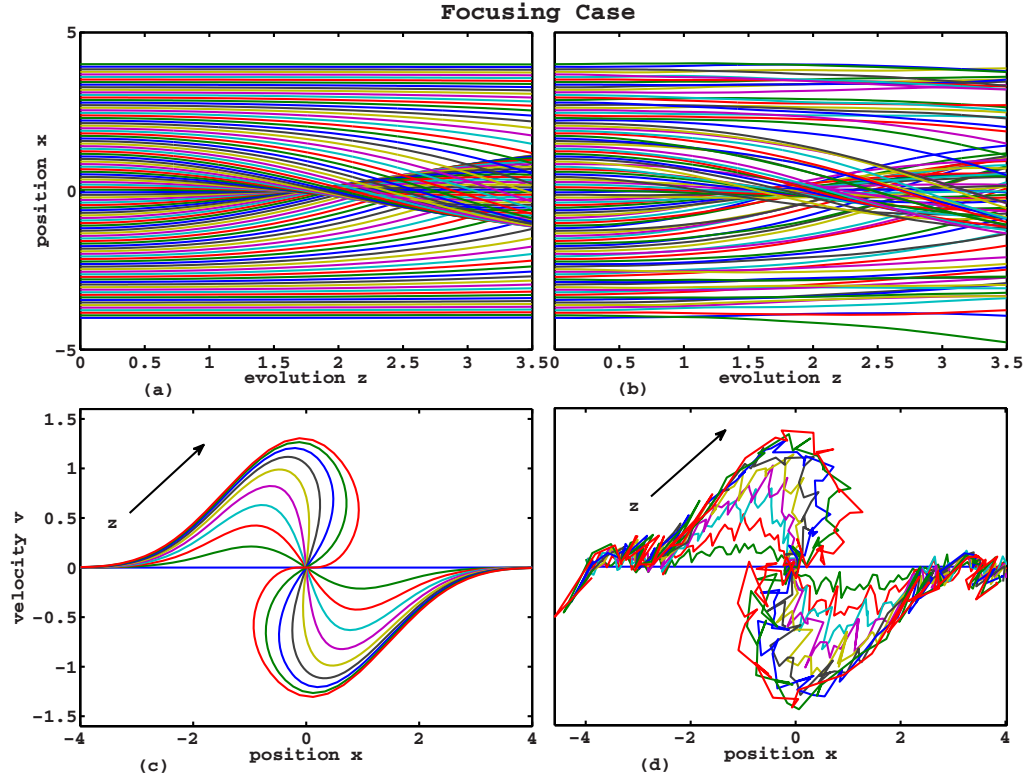 Focusing Case
5
0
-5
position x
0 0.5 1 1.5 2 2.5 3 3.5
evolution z
(a)
0 0.5 1 1.5 2 2.5 3 3.5
evolution z
(b)
1.5
1
0.5
0
-0.5
-1
-1.5
velocity v
z
-4 -2 0 2 4
position x
(c)
z
-4 -2 0 2 4
position x
(d)